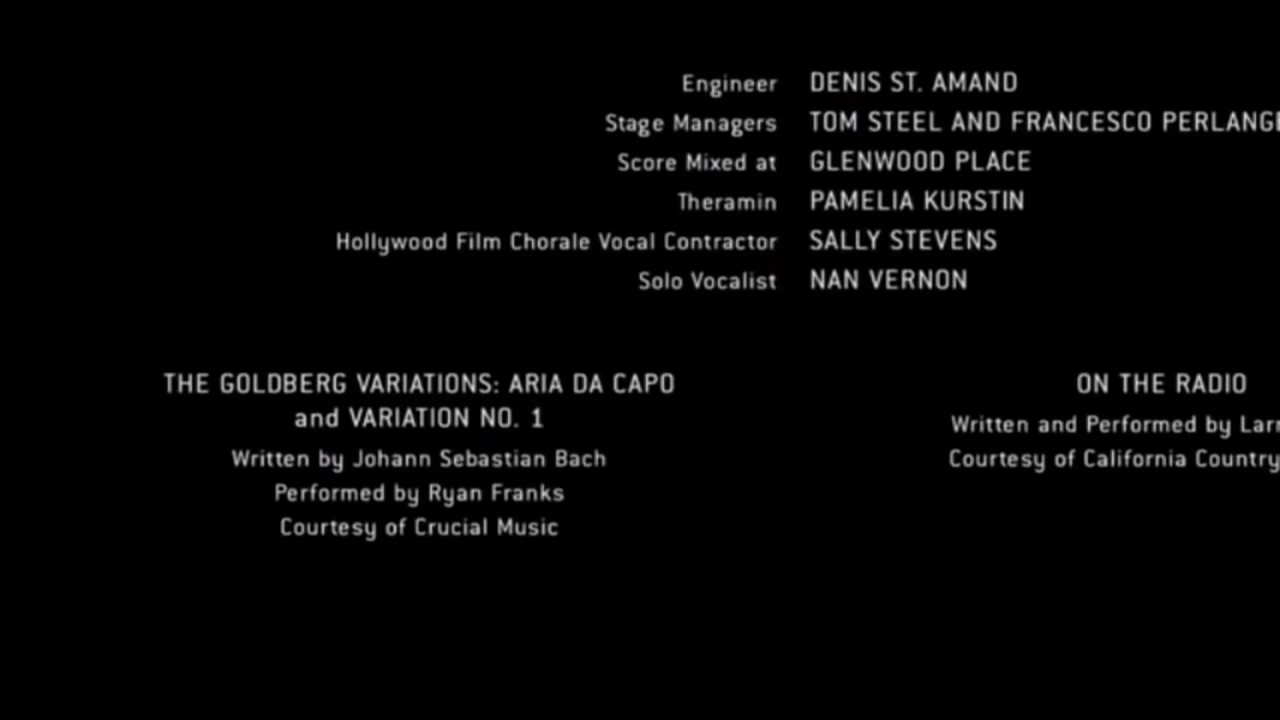 Engineer DENIS ST. AMAND
Stage Managers TOM STEEL AND FRANCESCO
Score Mixed at GLENWOOD PLACE
Theramin PAMELIA KURSTIN
Hollywood Film Chorale Vocal Contractor SALLY STEVENS
Solo Vocalist NAN VERNON
THE GOLDBERG VARIATIONS: ARIA DA CAPO
and VARIATION NO. 1
Written by Johann Sebastian Bach
Performed by Ryan Franks
Courtesy of Crucial Music
ON THE RADIO
Written and Performed by
Courtesy of California Country